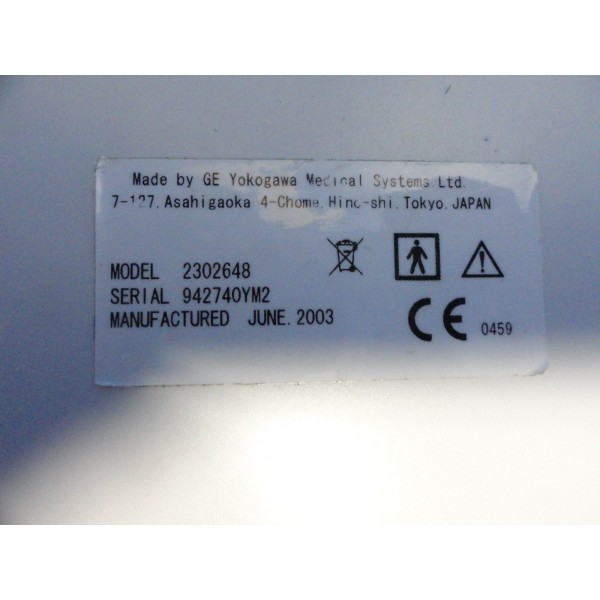 Made by GE Yokogawa Medical Systems.Ltd.
7-127, Asahigaoka 4-Chome, Hino-shi, Tokyo, JAPAN
MODEL 2302648
SERIAL 942740YM2
MANUFACTURED JUNE. 2003
CE 0459